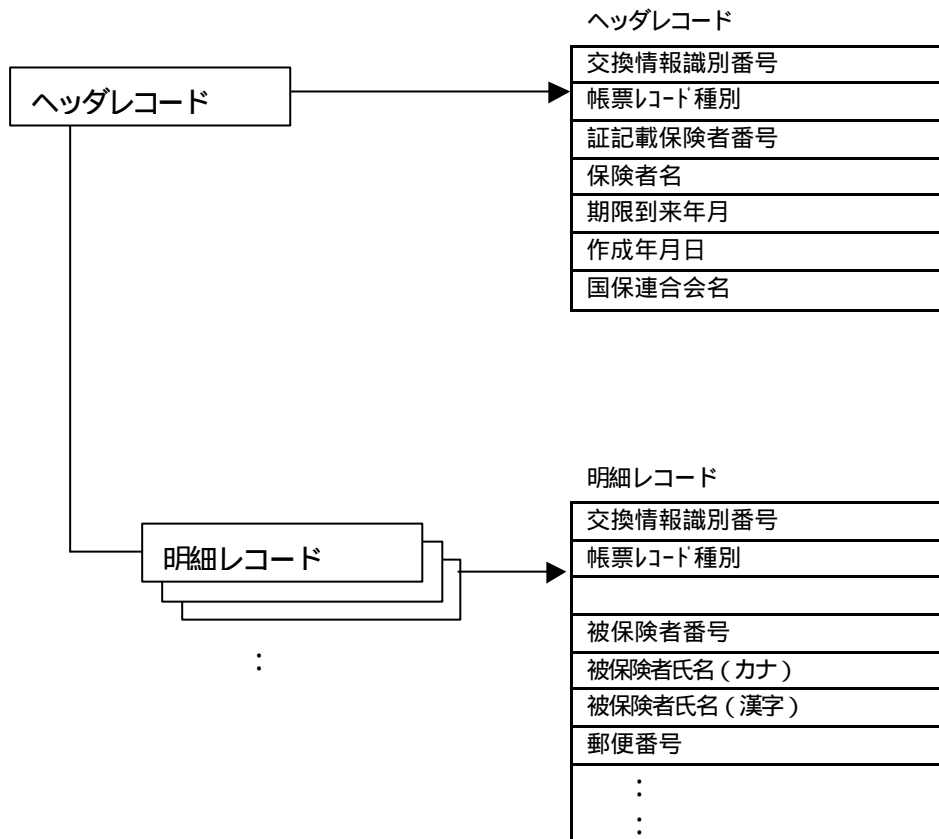 ヘッダレコード
ヘッダレコード
交換情報識別番号
帳票ﾚｺｰﾄﾞ種別
証記載保険者番号
保険者名
期限到来年月
作成年月日
国保連合会名
明細レコード
明細レコード
：
交換情報識別番号
帳票ﾚｺｰﾄﾞ種別
被保険者番号
被保険者氏名（カナ）
被保険者氏名（漢字）
郵便番号
：
：